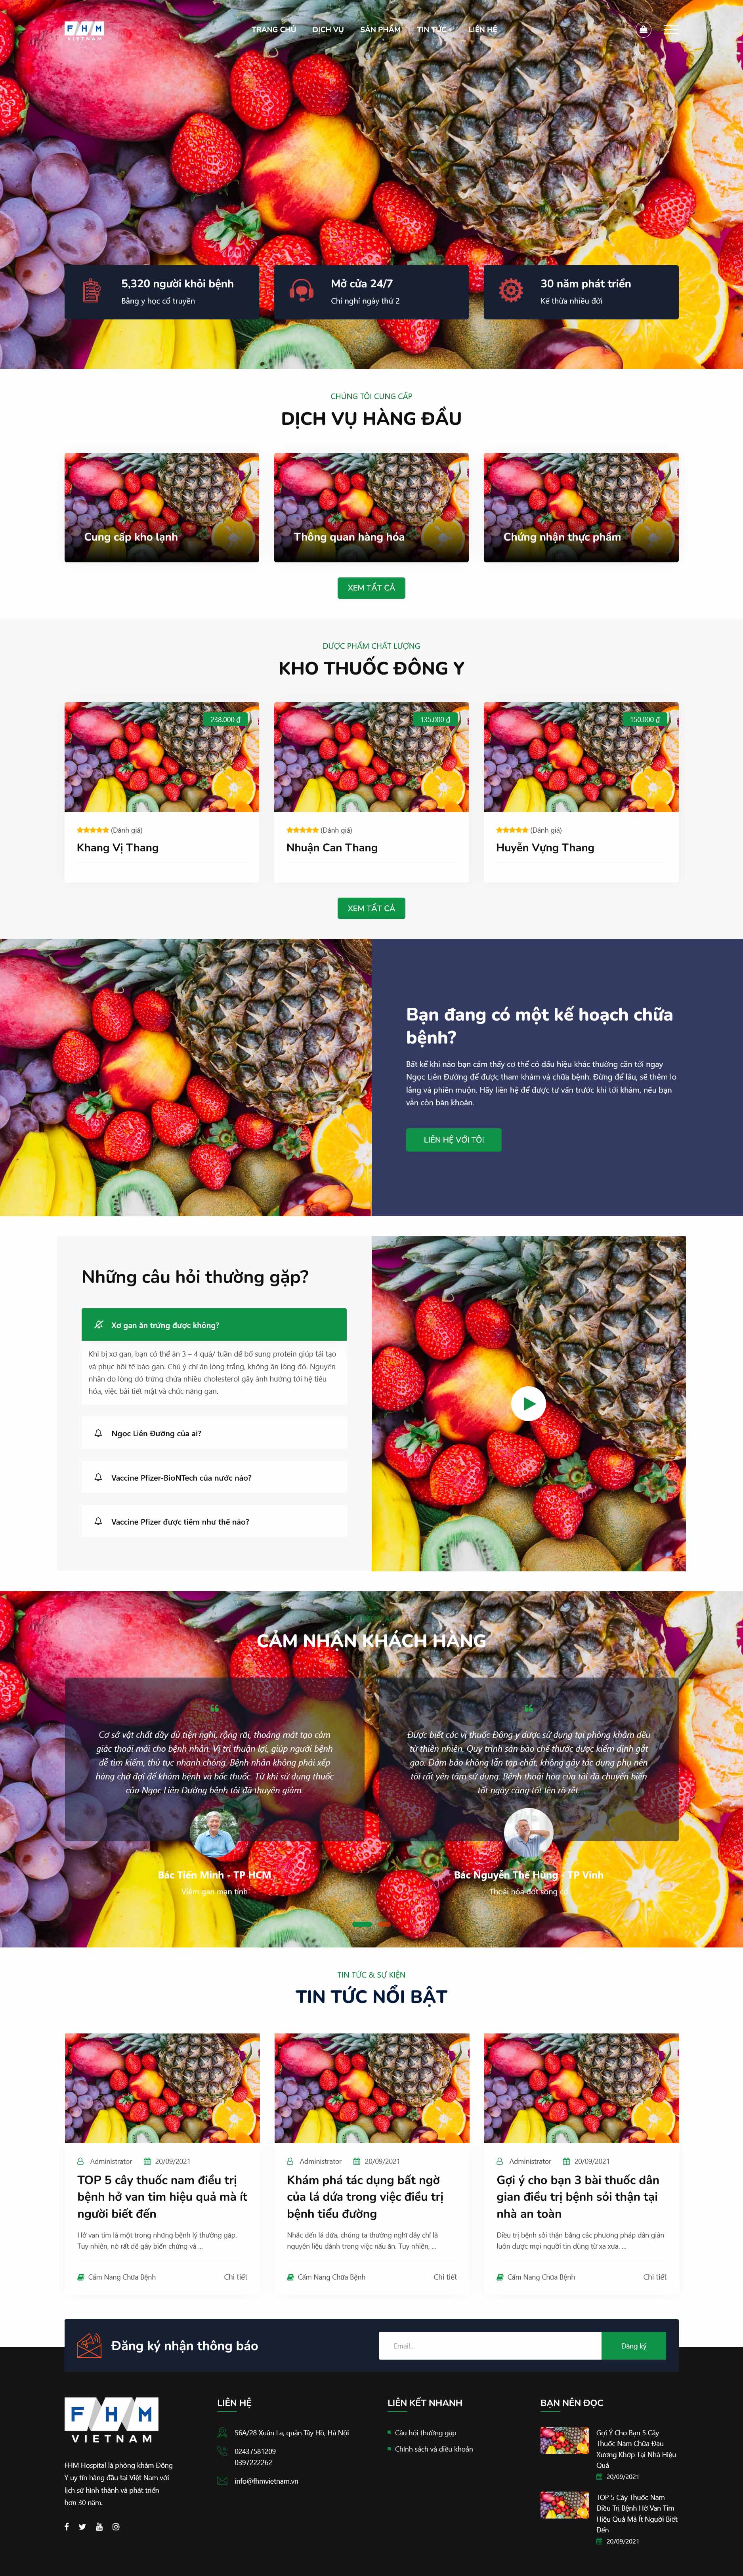 FHM
VIETNAM
TRANG CHỦ
DỊCH VỤ
SẢN PHẨM
TIN TỨC
LIÊN HỆ
5,320 người khỏi bệnh
Bằng y học cổ truyền
Mở cửa 24/7
Chỉ nghỉ ngày thứ 2
30 năm phát triển
Kế thừa nhiều đời
CHÚNG TÔI CUNG CẤP
DỊCH VỤ HÀNG ĐẦU
Cung cấp kho lạnh
Thông quan hàng hóa
Chứng nhận thực phẩm
XEM TẤT CẢ
DƯỢC PHẨM CHẤT LƯỢNG
KHO THUỐC ĐÔNG Y
238.000 ₫
135.000 ₫
150.000 ₫
(Đánh giá)
Khang Vị Thang
(Đánh giá)
Nhuận Can Thang
(Đánh giá)
Huyễn Vựng Thang
XEM TẤT CẢ
Bạn đang có một kế hoạch chữa
bệnh?
Bất kể khi nào bạn cảm thấy cơ thể có dấu hiệu khác thường cần tới ngay
Ngọc Liên Đường để được tham khám và chữa bệnh. Đừng để lâu, sẽ thêm lo
lắng và phiền muộn. Hãy liên hệ để được tư vấn trước khi tới khám, nếu bạn
vẫn còn băn khoăn.
LIÊN HỆ VỚI TÔI
Những câu hỏi thường gặp?
Xơ gan ăn trứng được không?
Khi bị xơ gan, bạn có thể ăn 3 – 4 quả/ tuần để bổ sung protein giúp tái tạo
và phục hồi tế bào gan. Chú ý chỉ ăn lòng trắng, không ăn lòng đỏ. Nguyên
nhân do lòng đỏ trứng chứa nhiều cholesterol gây ảnh hưởng tới hệ tiêu
hóa, việc bài tiết mật và chức năng gan.
Ngọc Liên Đường của ai?
Vaccine Pfizer-BioNTech của nước nào?
Vaccine Pfizer được tiêm như thế nào?
CẢM NHẬN KHÁCH HÀNG
Cơ sở vật chất đầy đủ tiện nghi, rộng rãi, thoáng mát tạo cảm
giác thoải mái cho bệnh nhân. Vị trí thuận lợi, giúp người bệnh
dễ tìm kiếm, thủ tục nhanh chóng. Bệnh nhân không phải xếp
hàng chờ đợi để khám bệnh và bốc thuốc. Từ khi sử dụng thuốc
của Ngọc Liên Đường bệnh tôi đã thuyên giảm.
Bác Tiến Minh - TP HCM
Viêm gan mạn tính
Được biết các vị thuốc Đông y được sử dụng tại phòng khám đều
từ thiên nhiên. Quy trình sản bào chế thuốc được kiểm định gắt
gao. Đảm bảo không lẫn tạp chất, không gây tác dụng phụ nên
tôi rất yên tâm sử dụng. Bệnh thoái hóa của tôi đã chuyển biến
tốt ngày càng tốt lên rõ rệt.
Bác Nguyễn Thế Hùng - TP Vinh
Thoái hóa đốt sống cổ
TIN TỨC & SỰ KIỆN
TIN TỨC NỔI BẬT
Administrator 20/09/2021
TOP 5 cây thuốc nam điều trị
bệnh hở van tim hiệu quả mà ít
người biết đến
Hở van tim là một trong những bệnh lý thường gặp.
Tuy nhiên, nó rất dễ gây biến chứng và ...
Cẩm Nang Chữa Bệnh Chi tiết
Administrator 20/09/2021
Khám phá tác dụng bất ngờ
của lá dứa trong việc điều trị
bệnh tiểu đường
Nhắc đến lá dứa, chúng ta thường nghĩ đây chỉ là
nguyên liệu dành trong việc nấu ăn. Tuy nhiên, ...
Cẩm Nang Chữa Bệnh Chi tiết
Administrator 20/09/2021
Gợi ý cho bạn 3 bài thuốc dân
gian điều trị bệnh sỏi thận tại
nhà an toàn
Điều trị bệnh sỏi thận bằng các phương pháp dân gian
luôn được mọi người tin dùng từ xa xưa. ...
Cẩm Nang Chữa Bệnh Chi tiết
Đăng ký nhận thông báo
Email...
Đăng ký
FHM
VIETNAM
FHM Hospital là phòng khám Đông
Y uy tín hàng đầu tại Việt Nam với
lịch sử hình thành và phát triển
hơn 30 năm.
LIÊN HỆ
56A/28 Xuân La, quận Tây Hồ, Hà Nội
02437581209
0397222262
info@fhmvietnam.vn
LIÊN KẾT NHANH
Câu hỏi thường gặp
Chính sách và điều khoản
BẠN NÊN ĐỌC
Gợi Ý Cho Bạn 5 Cây
Thuốc Nam Chữa Đau
Xương Khớp Tại Nhà Hiệu
Quả
20/09/2021
TOP 5 Cây Thuốc Nam
Điều Trị Bệnh Hở Van Tim
Hiệu Quả Mà Ít Người Biết
Đến
20/09/2021